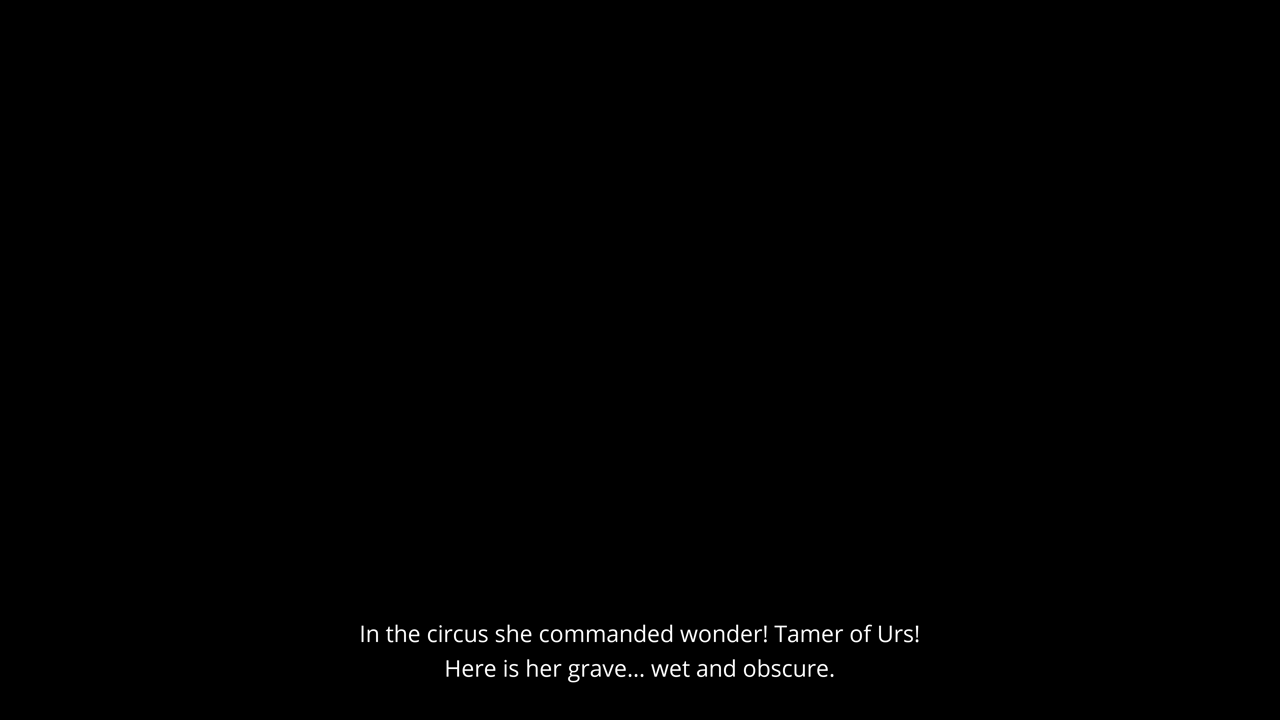 In the circus she commanded wonder! Tamer of Urs!
Here is her grave... wet and obscure.